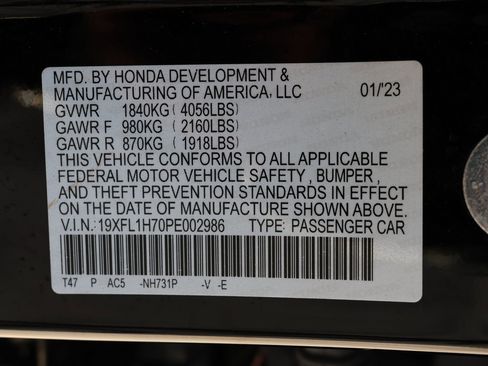 MFD. BY HONDA DEVELOPMENT &
MANUFACTURING OF AMERICA, LLC 01/'23
GVWR 1840KG ( 4056LBS)
GAWR F 980KG ( 2160LBS)
GAWR R 870KG ( 1918LBS)
THIS VEHICLE CONFORMS TO ALL APPLICABLE
FEDERAL MOTOR VEHICLE SAFETY , BUMPER ,
AND THEFT PREVENTION STANDARDS IN EFFECT
ON THE DATE OF MANUFACTURE SHOWN ABOVE.
V.I.N.: 19XFL1H70PE002986 TYPE: PASSENGER CAR
T47 P AC5 -NH731P -V -E